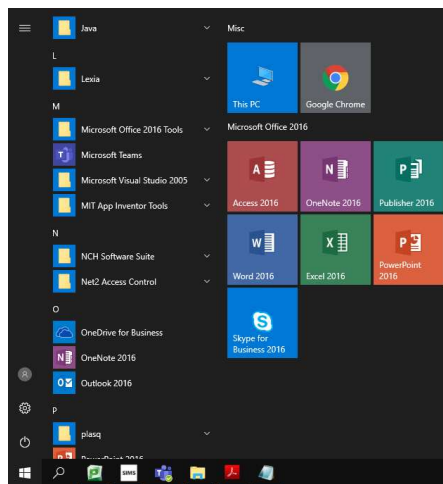 Java
L
Lexia
M
Microsoft Office 2016 Tools
Microsoft Teams
Microsoft Visual Studio 2005
MIT App Inventor Tools
N
NCH Software Suite
Net2 Access Control
O
OneDrive for Business
OneNote 2016
Outlook 2016
P
plasq
PowerPoint 2016
Misc
This PC
Google Chrome
Microsoft Office 2016
Access 2016
OneNote 2016
Publisher 2016
Word 2016
Excel 2016
PowerPoint
2016
Skype for
Business 2016
SIMS